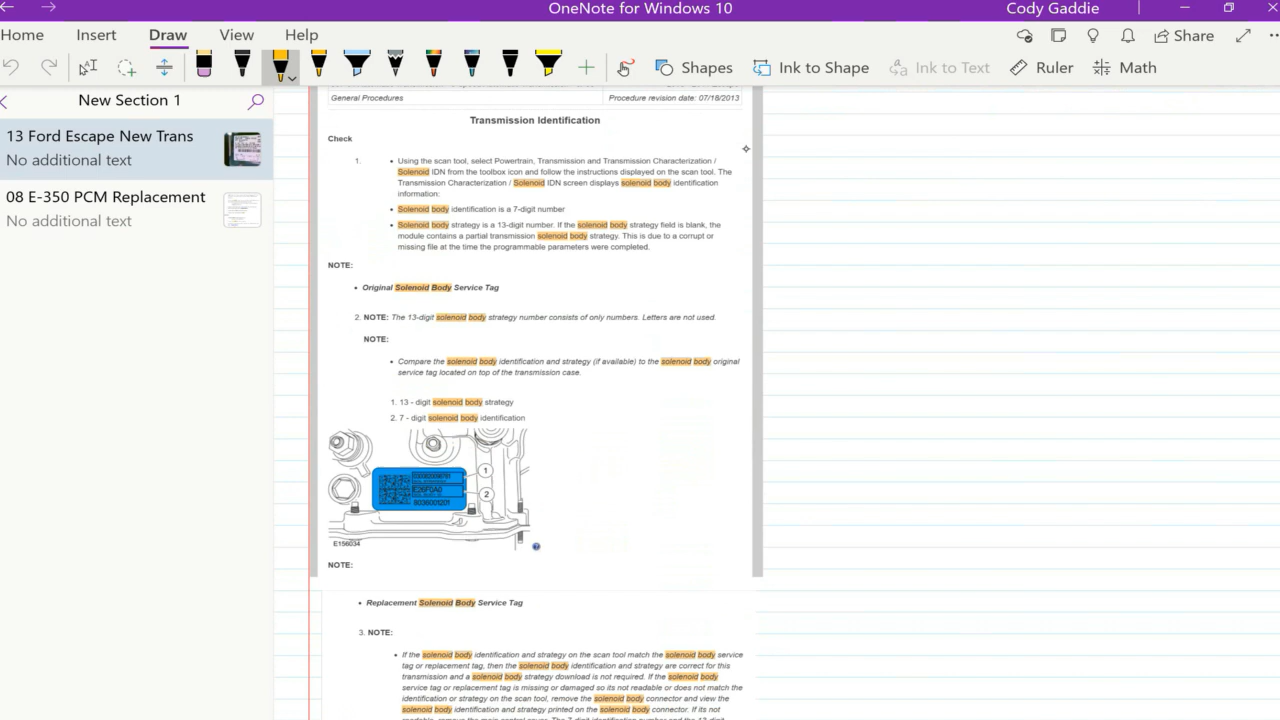 OneNote for Windows 10
Cody Gaddie
Home Insert Draw View Help
Share
Shapes Ink to Shape Ink to Text Ruler Math
New Section 1
13 Ford Escape New Trans
No additional text
08 E-350 PCM Replacement
No additional text
General Procedures Procedure revision date: 07/18/2013
Transmission Identification
Check
1. • Using the scan tool, select Powertrain, Transmission and Transmission Characterization /
Solenoid IDN from the toolbox icon and follow the instructions displayed on the scan tool. The
Transmission Characterization / Solenoid IDN screen displays solenoid body identification
information:
• Solenoid body identification is a 7-digit number
• Solenoid body strategy is a 13-digit number. If the solenoid body strategy field is blank, the
module contains a partial transmission solenoid body strategy. This is due to a corrupt or
missing file at the time the programmable parameters were completed.
NOTE:
• Original Solenoid Body Service Tag
2. NOTE: The 13-digit solenoid body strategy number consists of only numbers. Letters are not used.
NOTE:
• Compare the solenoid body identification and strategy (if available) to the solenoid body original
service tag located on top of the transmission case.
1. 13 - digit solenoid body strategy
2. 7 - digit solenoid body identification
1
2
E156034
NOTE:
• Replacement Solenoid Body Service Tag
3. NOTE:
• If the solenoid body identification and strategy on the scan tool match the solenoid body service
tag or replacement tag, then the solenoid body identification and strategy are correct for this
transmission and a solenoid body strategy download is not required. If the solenoid body
service tag or replacement tag is missing or damaged so its not readable or does not match the
identification or strategy on the scan tool, remove the solenoid body connector and view the
solenoid body identification and strategy printed on the solenoid body connector. If its not